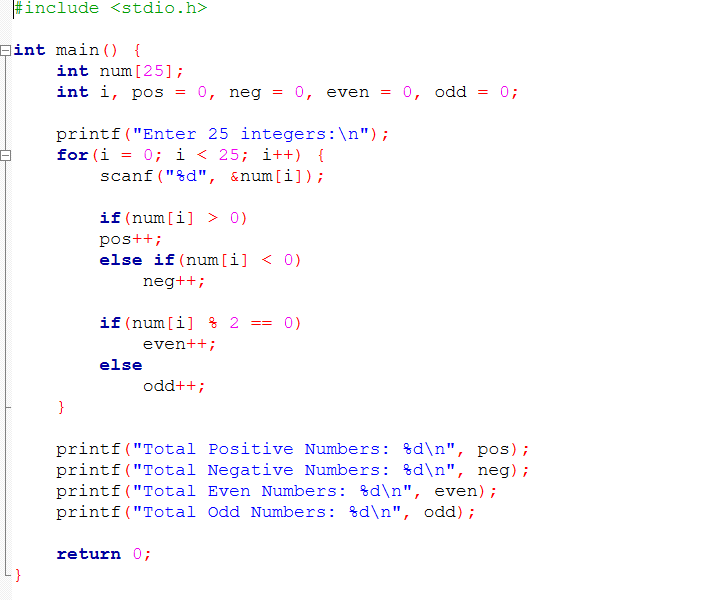 #include <stdio.h>
int main() {
    int num[25];
    int i, pos = 0, neg = 0, even = 0, odd = 0;
    printf("Enter 25 integers:\n");
    for(i = 0; i < 25; i++) {
        scanf("%d", &num[i]);
        if(num[i] > 0)
        pos++;
        else if(num[i] < 0)
            neg++;
        if(num[i] % 2 == 0)
            even++;
        else
            odd++;
    }
    printf("Total Positive Numbers: %d\n", pos);
    printf("Total Negative Numbers: %d\n", neg);
    printf("Total Even Numbers: %d\n", even);
    printf("Total Odd Numbers: %d\n", odd);
    return 0;
}